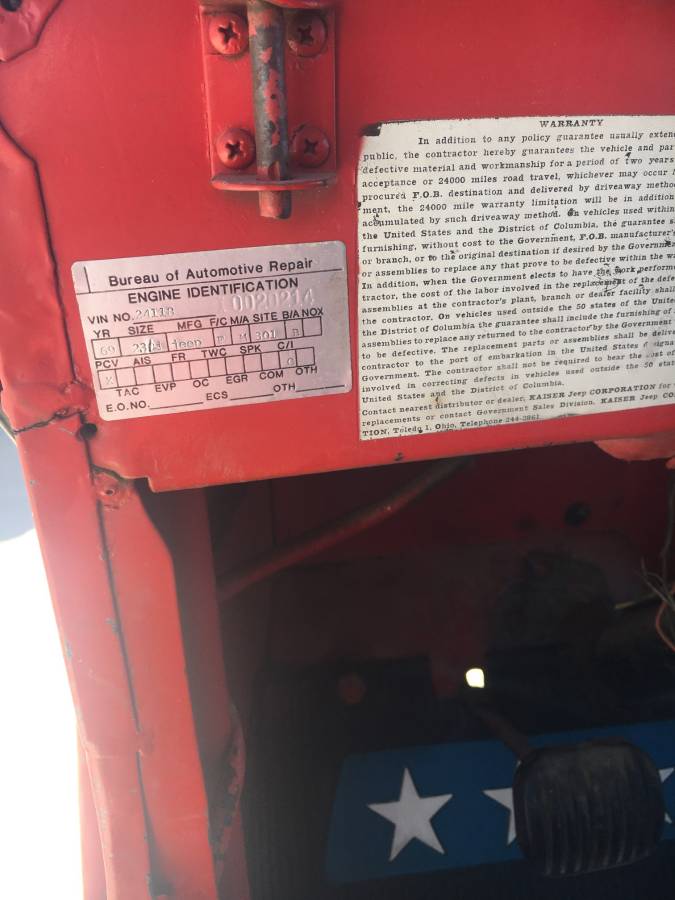 Bureau of Automotive Repair
ENGINE IDENTIFICATION
0020214
VIN NO. 24113
YR SIZE MFG F/C M/A SITE B/A NOX
69 Jeep M 301 B
PCV AIS FR TWC SPK C/I
X C
TAC EVP OC EGR COM OTH
E.O.NO. ECS OTH
WARRANTY
In addition to any policy guarantee usually exten
public, the contractor hereby guarantees the vehicle and par
defective material and workmanship for a period of two years
acceptance or 24000 miles road travel, whichever may occur
procured F.O.B. destination and delivered by driveaway metho
ment, the 24000 mile warranty limitation will be in addition
accumulated by such driveaway method. On vehicles used within
the United States and the District of Columbia, the guarantee s
furnishing, without cost to the Government, F.O.B. manufacturer's
or branch, or to the original destination if desired by the Governme
or assemblies to replace any that prove to be defective within the wa
In addition, when the Government elects to have the work performe
tractor, the cost of the labor involved in the replacement of the defe
assemblies at the contractor's plant, branch or dealer facility shall
the contractor. On vehicles used outside the 50 states of the Unite
the District of Columbia the guarantee shall include the furnishing of
assemblies to replace any returned to the contractor by the Government
to be defective. The replacement parts or assemblies shall be delive
contractor to the port of embarkation in the United States signa
Government. The contractor shall not be required to bear the cost of
involved in correcting defects in vehicles used outside the 50 stat
United States and the District of Columbia.
Contact nearest distributor or dealer, KAISER Jeep CORPORATION for
replacements or contact Government Sales Division, KAISER Jeep CO
TION, Toledo 1, Ohio, Telephone 244-2861